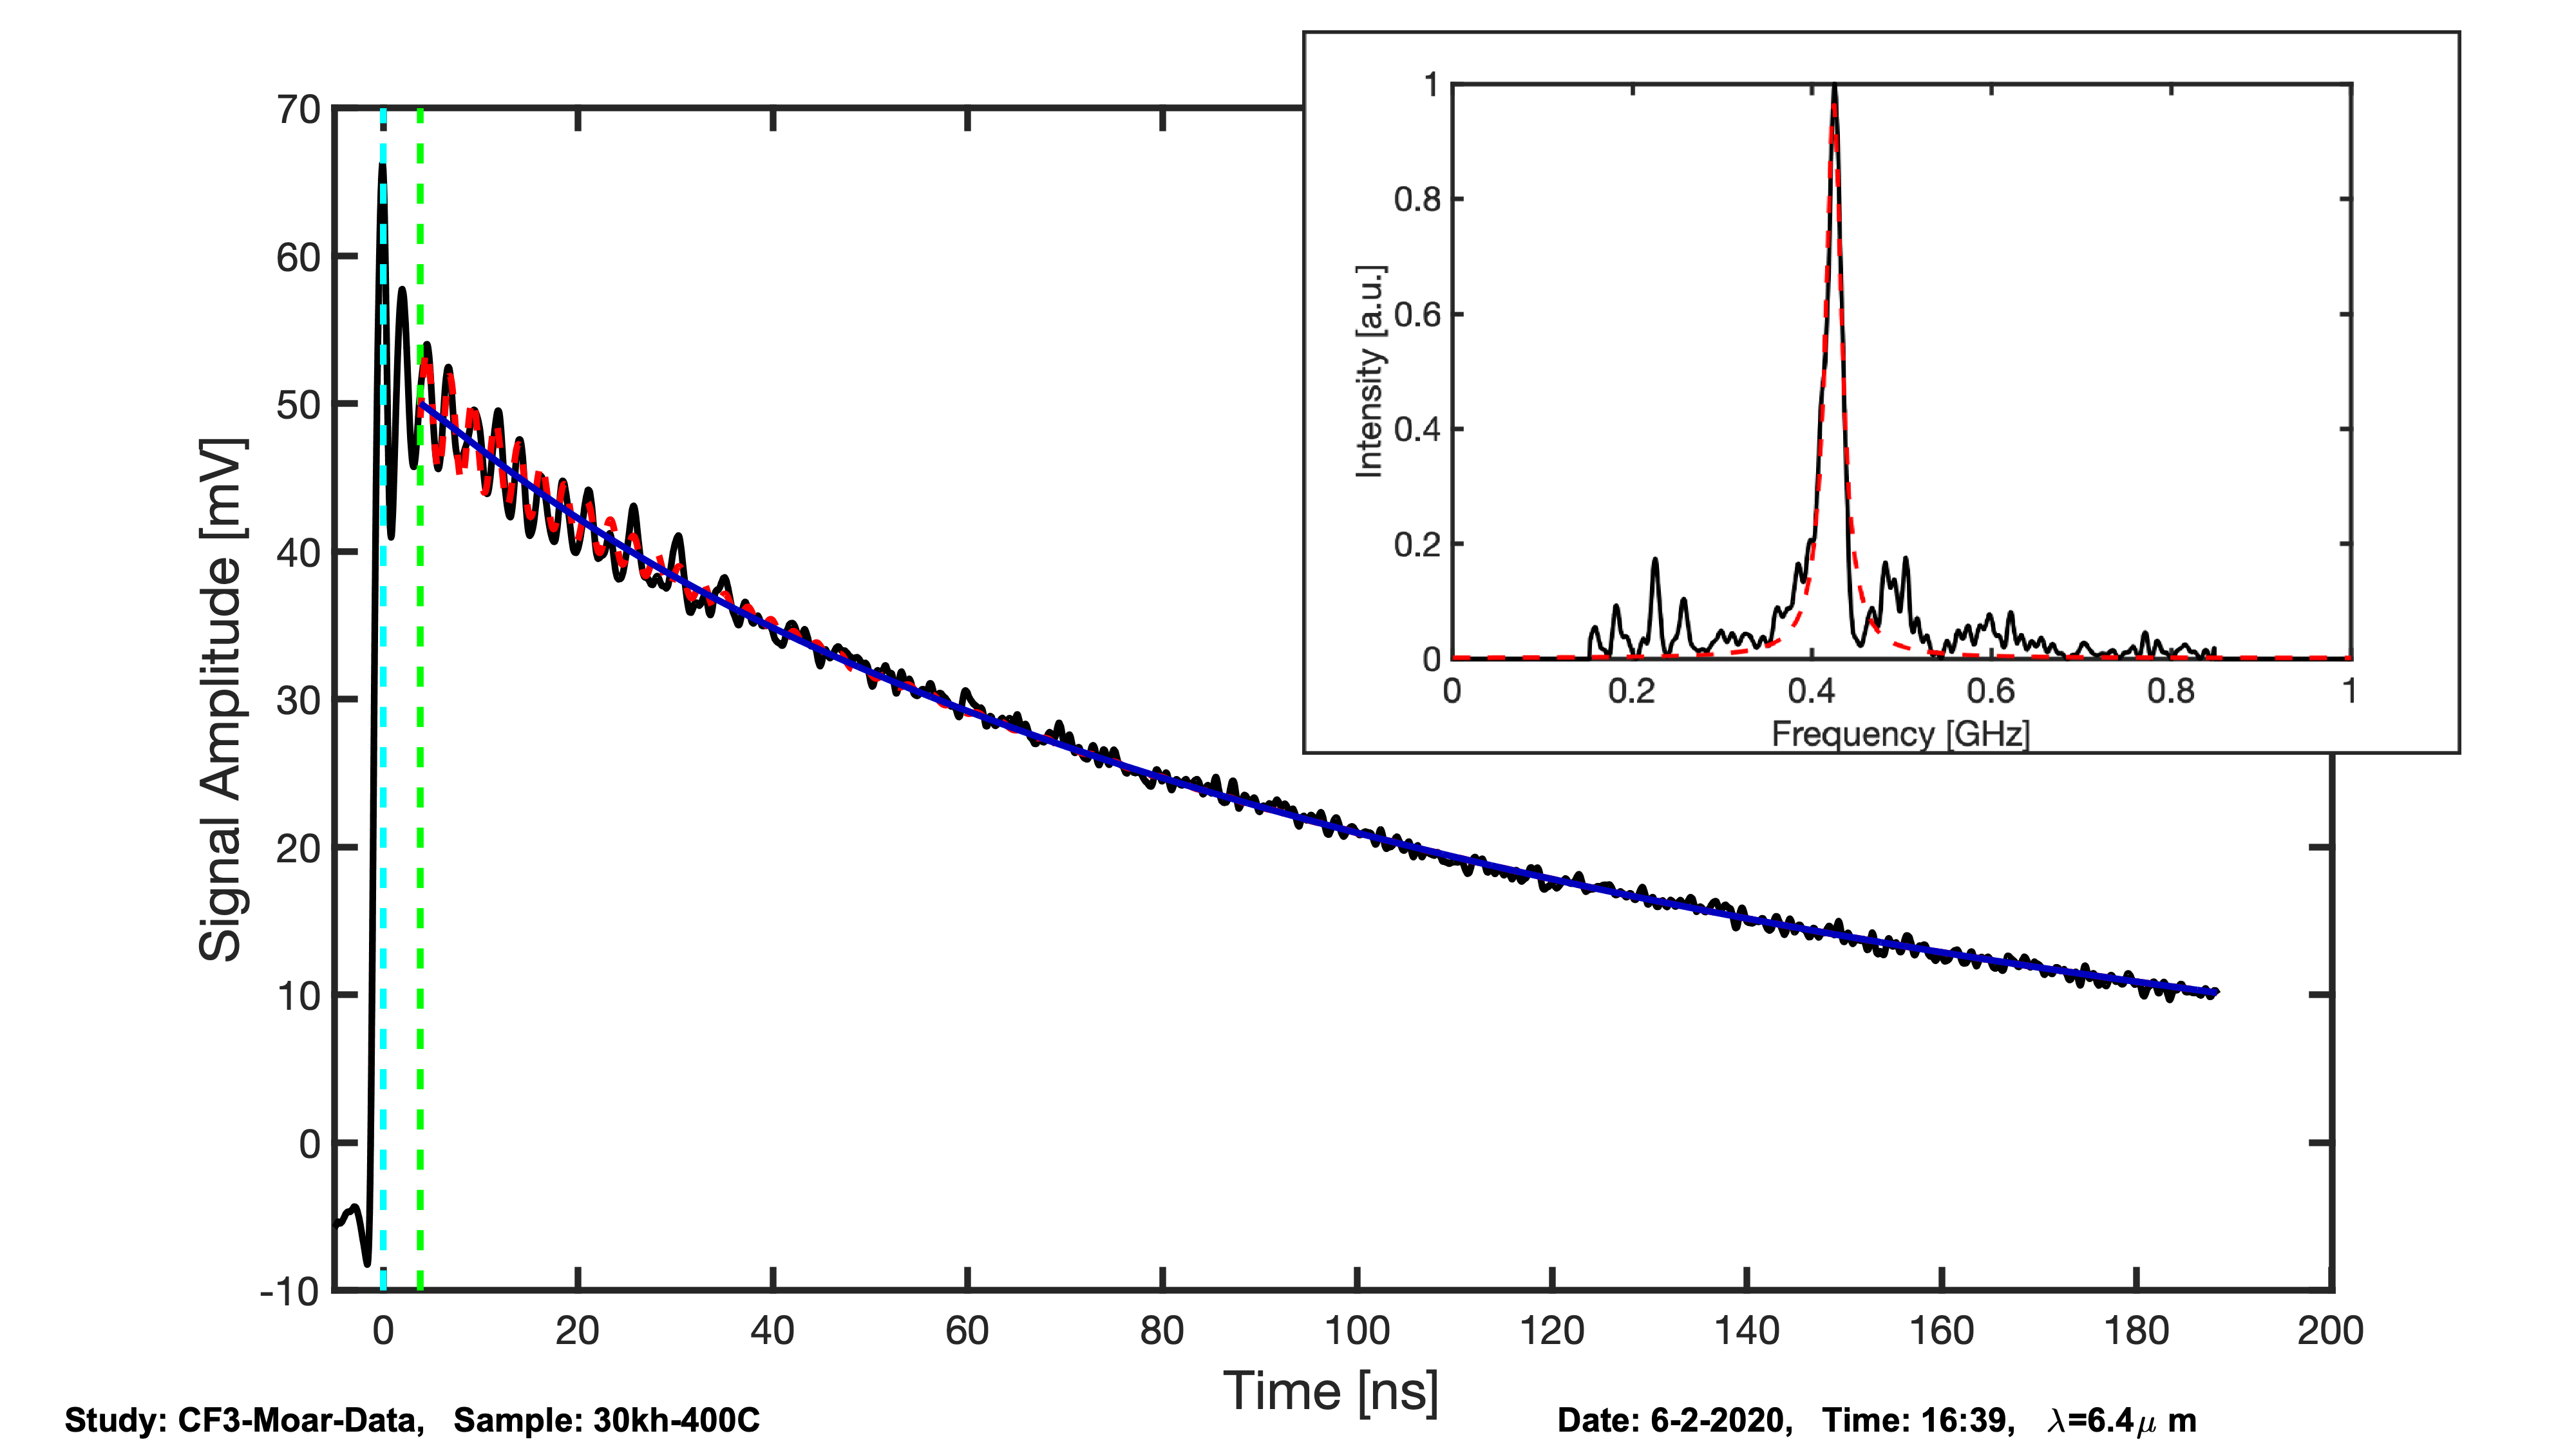 70
60
50
40
30
20
10
0
-10
Signal Amplitude [mV]
0 20 40 60 80 100 120 140 160 180 200
Time [ns]
1
0.8
0.6
0.4
0.2
0
Intensity [a.u.]
0 0.2 0.4 0.6 0.8 1
Frequency [GHz]
Study: CF3-Moar-Data, Sample: 30kh-400C
Date: 6-2-2020, Time: 16:39, λ=6.4μ m